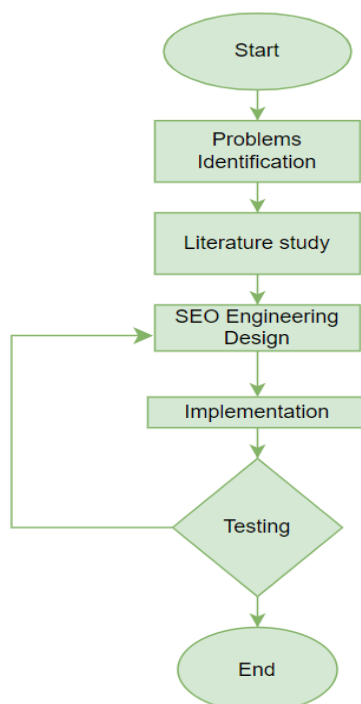 Start
Problems
Identification
Literature study
SEO Engineering
Design
Implementation
Testing
End